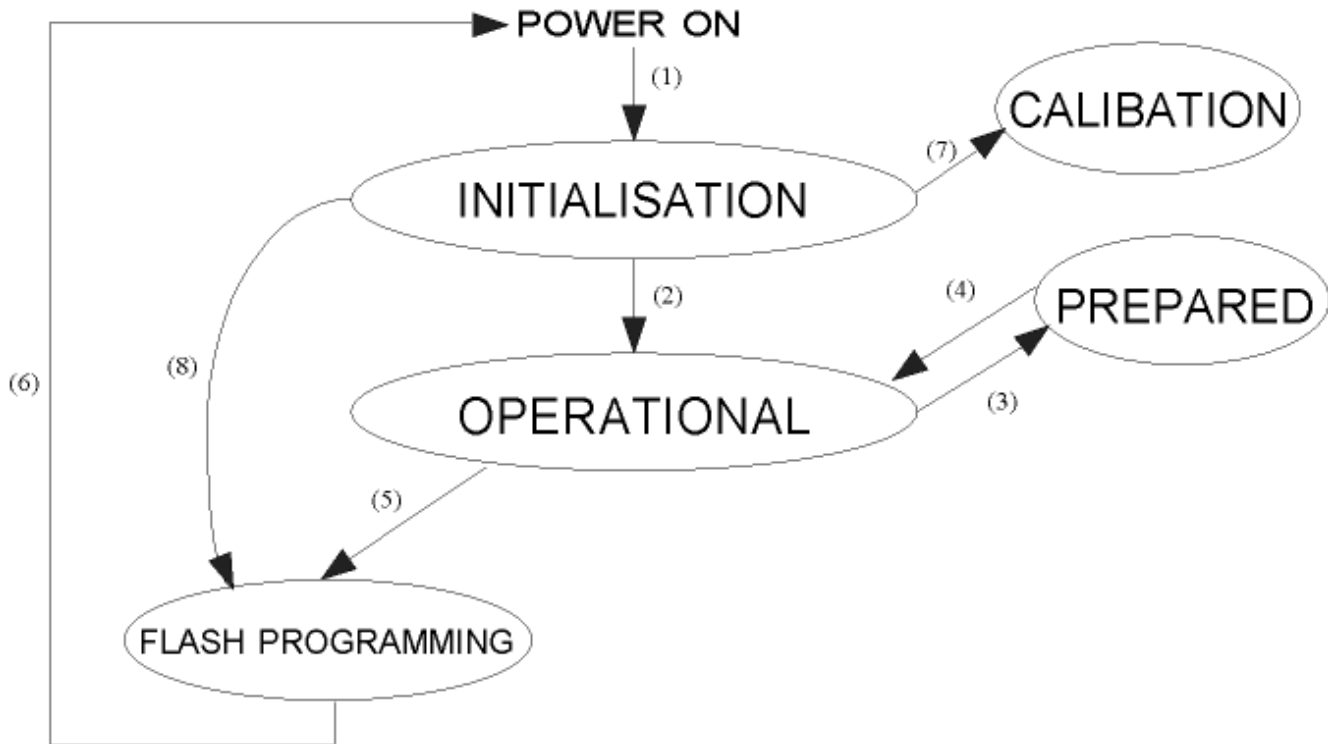 POWER ON
(1)
CALIBATION
(7)
INITIALISATION
(2)
(4)
PREPARED
(8)
(6)
(3)
OPERATIONAL
(5)
FLASH PROGRAMMING